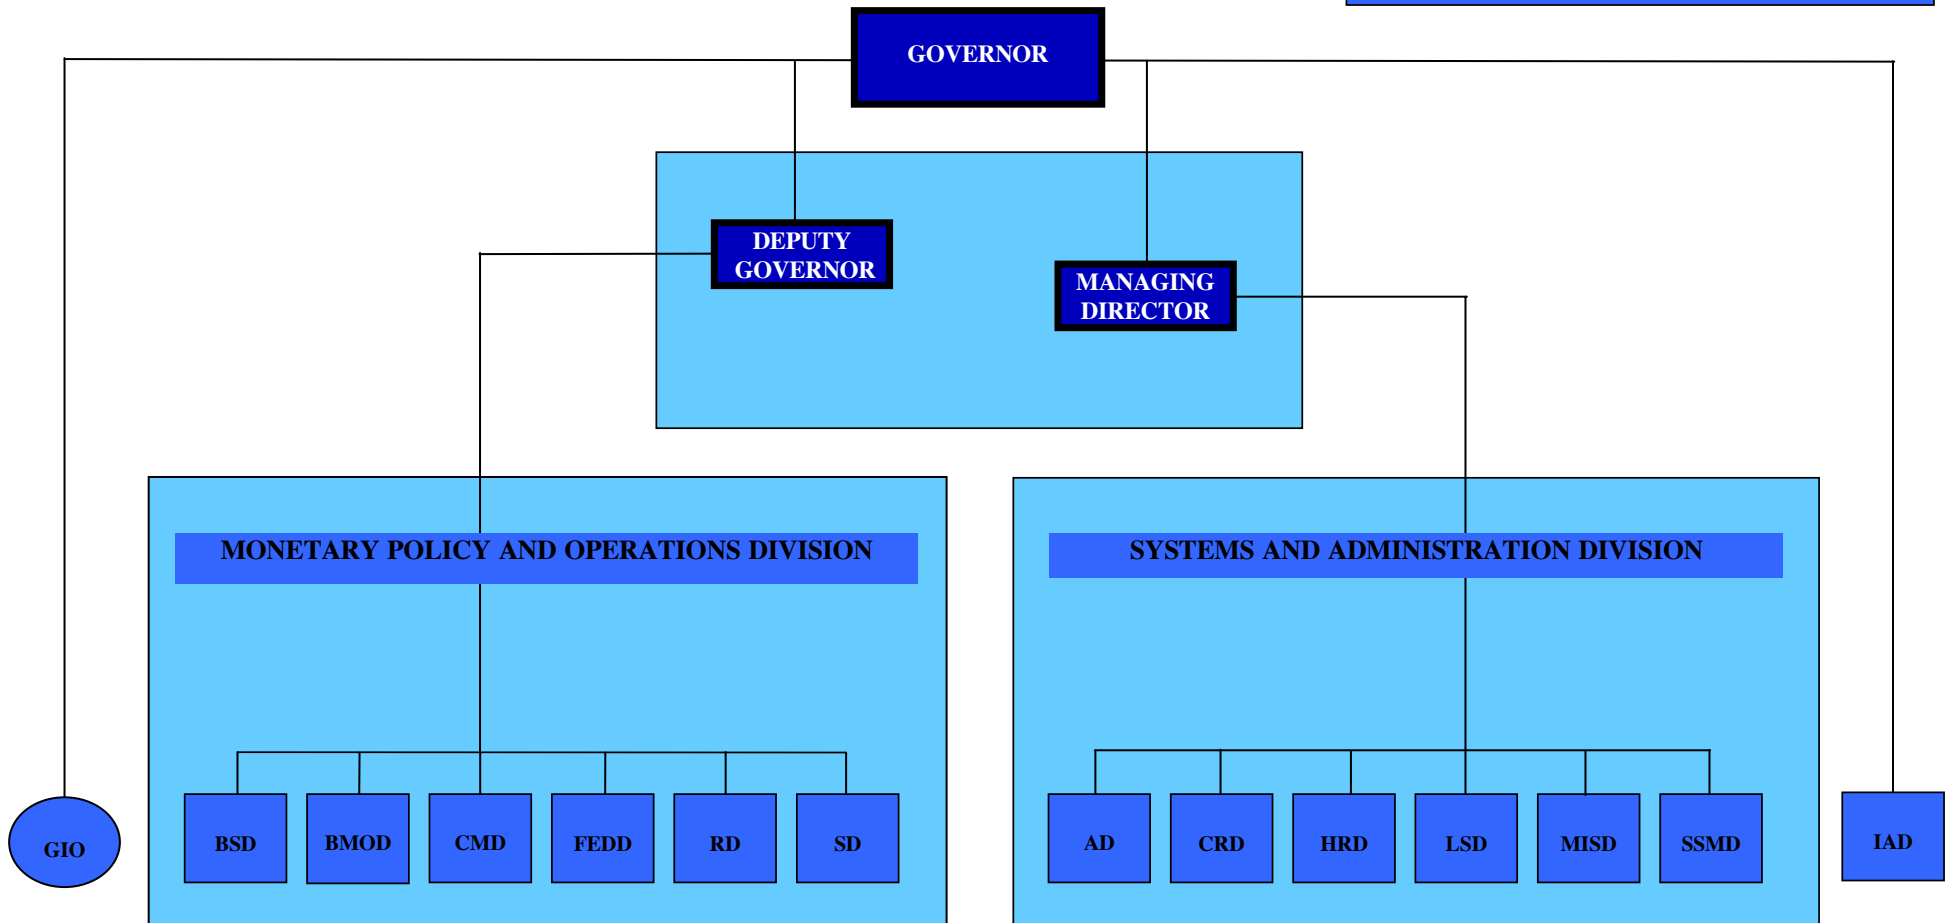 GOVERNOR
DEPUTY
GOVERNOR
MANAGING
DIRECTOR
MONETARY POLICY AND OPERATIONS DIVISION
SYSTEMS AND ADMINISTRATION DIVISION
GIO
BSD
BMOD
CMD
FEDD
RD
SD
AD
CRD
HRD
LSD
MISD
SSMD
IAD